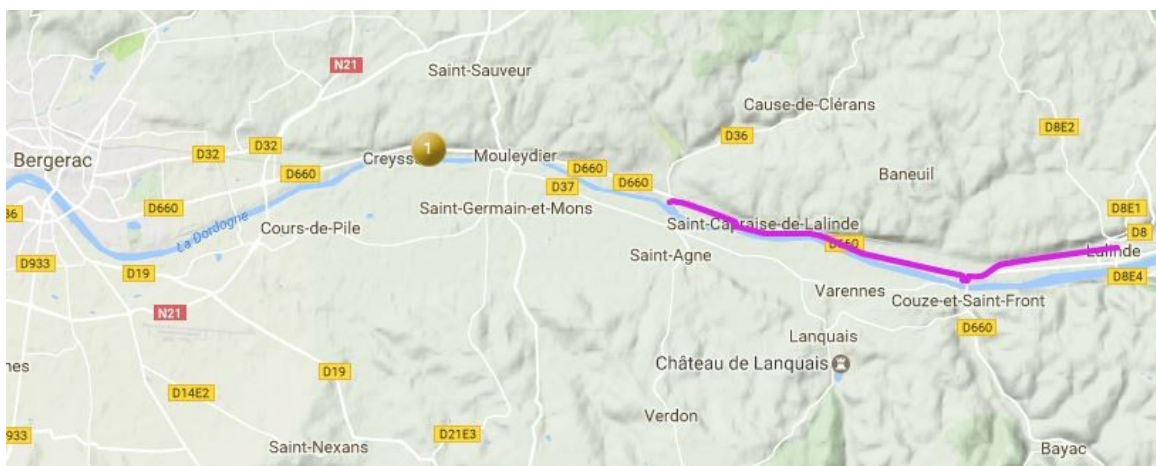 Saint-Sauveur
N21
Cause-de-Clérans
D36
D8E2
D32
D32
Bergerac
Creyss
1
Mouleydier
D660
D660
D37
Baneuil
D660
Saint-Germain-et-Mons
D8E1
36
La Dordogne
Cours-de-Pile
Saint-Capraise-de-Lalinde
D8
D660
Lalinde
D933
D19
Saint-Agne
D8E4
Varennes
Couze-et-Saint-Front
N21
D660
Lanquais
Château de Lanquais
nes
D19
D14E2
Verdon
933
D21E3
Saint-Nexans
Bayac